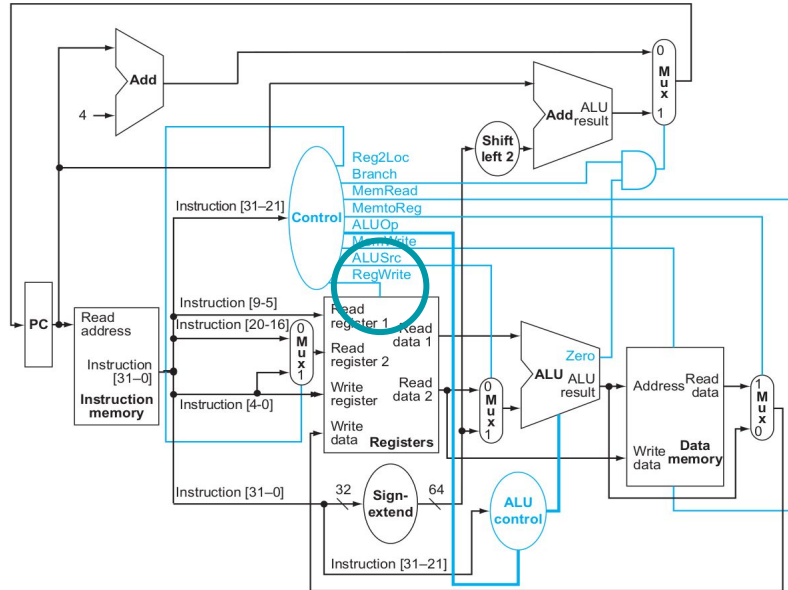 Add
4
0
Mux
1
Add ALU
result
Shift
left 2
Reg2Loc
Branch
MemRead
MemtoReg
ALUOp
MemWrite
ALUSrc
RegWrite
Control
Instruction [31–21]
PC
Read
address
Instruction
[31–0]
Instruction
memory
Instruction [9-5]
Instruction [20-16]
Instruction [4-0]
0
Mux
1
Read
register 1
Read
register 2
Write
register
Write
data
Read
data 1
Read
data 2
Registers
0
Mux
1
Zero
ALU
ALU
result
Address
Read
data
Write
data
Data
memory
1
Mux
0
Instruction [31–0]
32
Sign-
extend
64
ALU
control
Instruction [31–21]